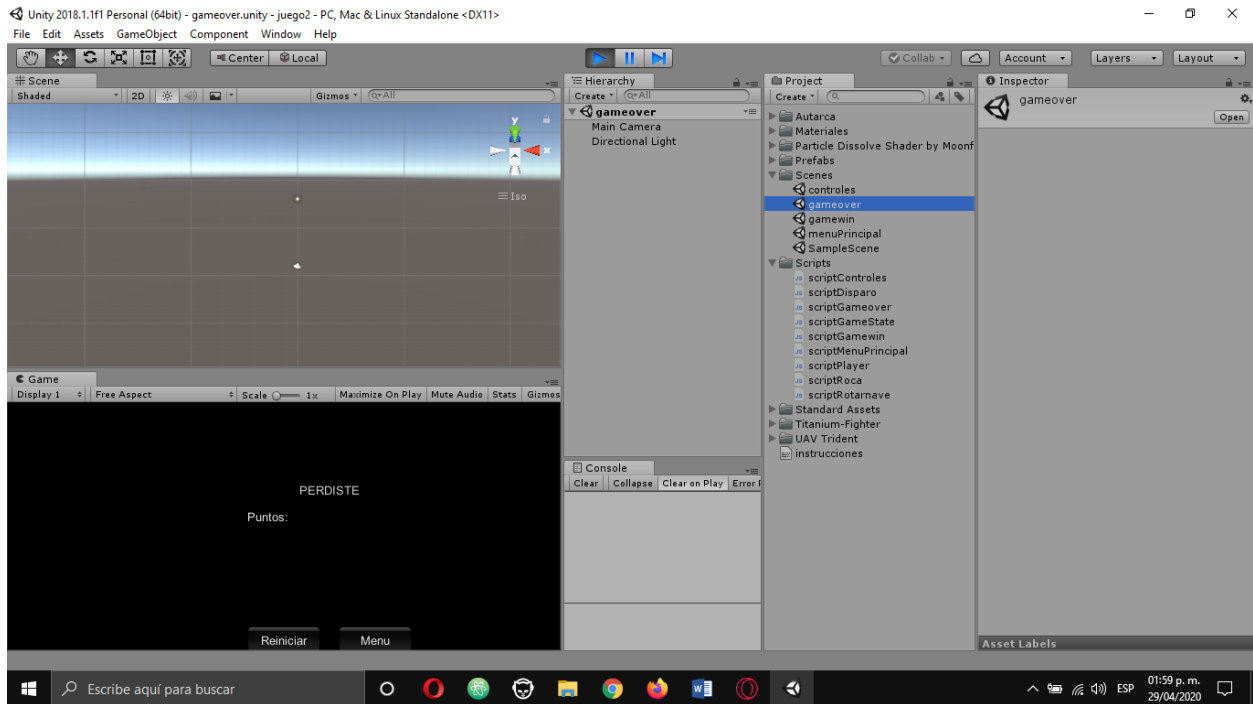 Unity 2018.1.1f1 Personal (64bit) - gameover.unity - juego2 - PC, Mac & Linux Standalone <DX11>
File Edit Assets GameObject Component Window Help
Center Local Collab Account Layers Layout
Scene
Shaded 2D Gizmos All
y
x
Iso
Hierarchy
Create All
gameover
Main Camera
Directional Light
Project
Create
Autarca
Materiales
Particle Dissolve Shader by Moonf
Prefabs
Scenes
controles
gameover
gamewin
menuPrincipal
SampleScene
Scripts
scriptControles
scriptDisparo
scriptGameover
scriptGameState
scriptGamewin
scriptMenuPrincipal
scriptPlayer
scriptRoca
scriptRotarnave
Standard Assets
Titanium-Fighter
UAV Trident
instrucciones
Inspector
gameover
Open
Asset Labels
Game
Display 1 Free Aspect Scale 1x Maximize On Play Mute Audio Stats Gizmos
PERDISTE
Puntos:
Reiniciar Menu
Console
Clear Collapse Clear on Play Error P
Escribe aquí para buscar
ESP
01:59 p. m.
29/04/2020